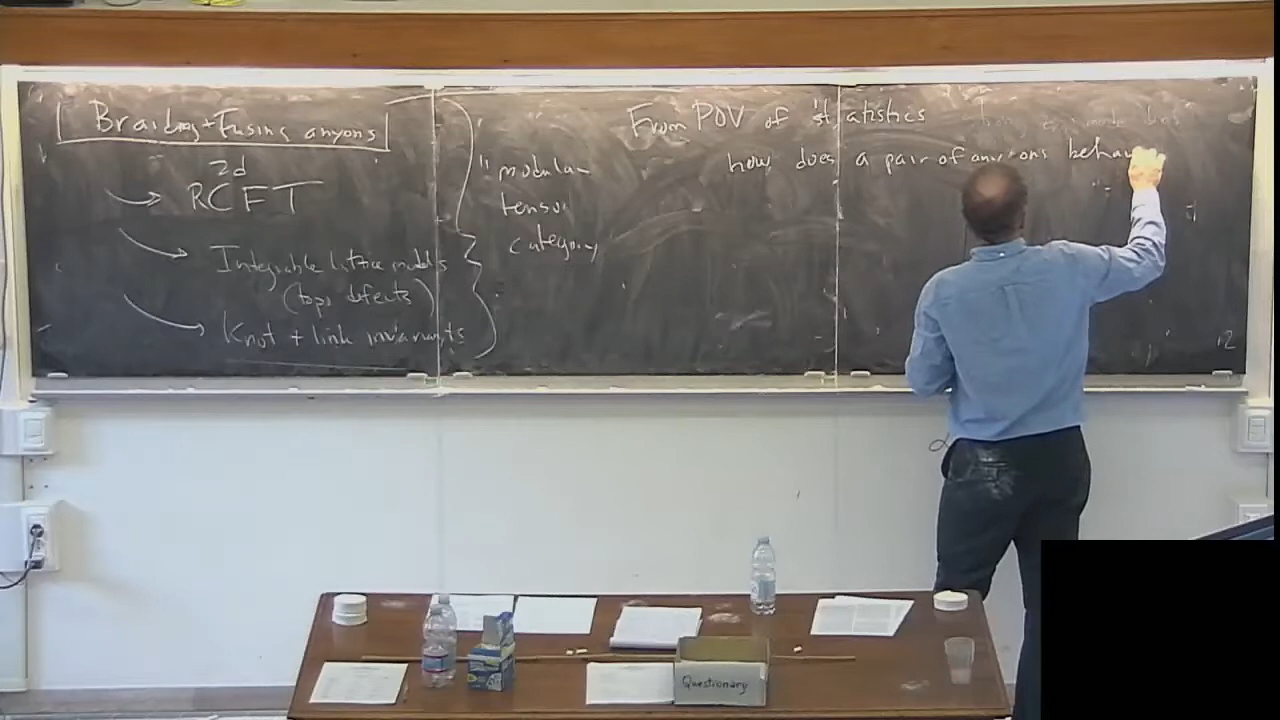 Braiding + Fusing anyons
2d
RCFT
Integrable lattice models
(topo defects)
Knot + link invariants
"modular
tensor
category
From POV of statistics
how does a pair of anyons behav
Questionary